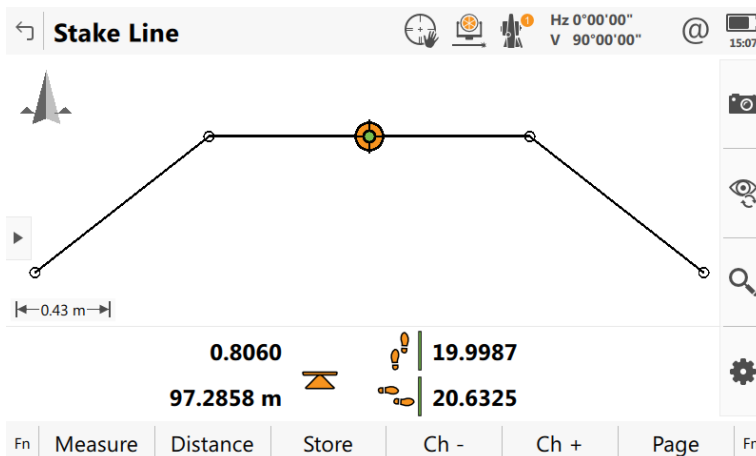 Stake Line
1
Hz 0°00'00"
V 90°00'00"
@
15:07
0.43 m
0.8060
19.9987
97.2858 m
20.6325
Fn Measure Distance Store Ch - Ch + Page Fn